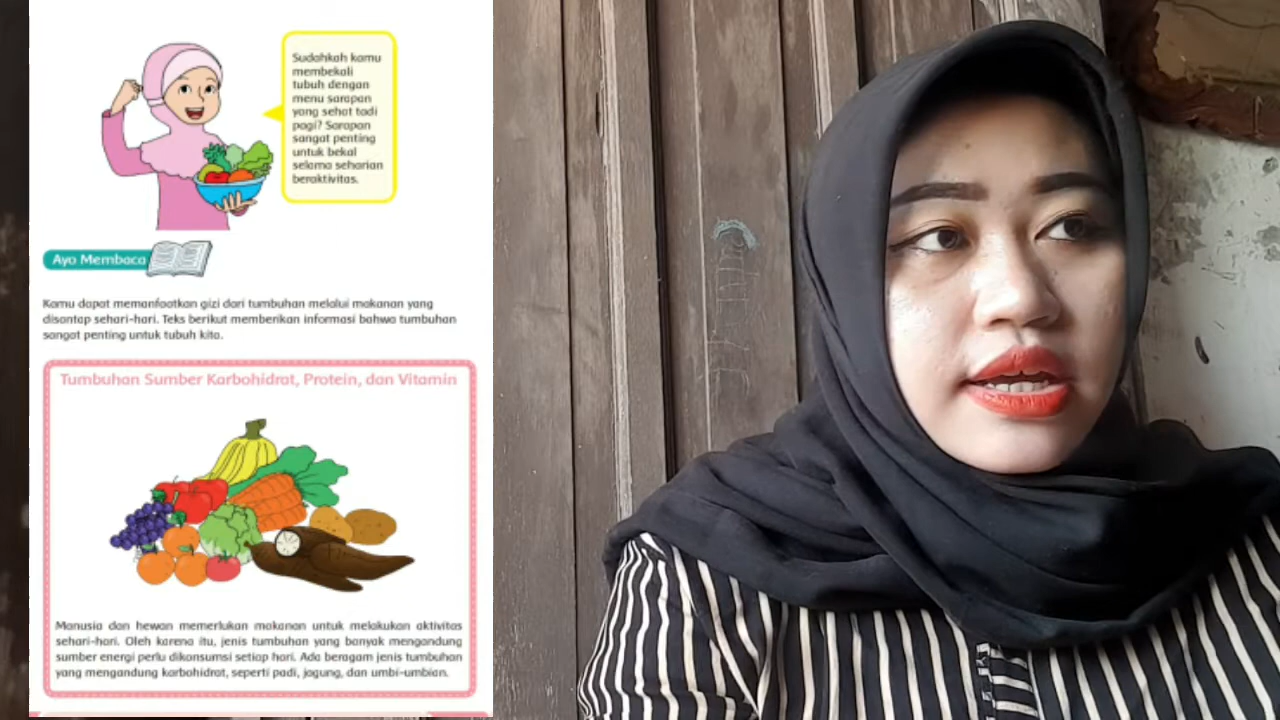 Sudahkah kamu
membekali
tubuh dengan
menu sarapan
yang sehat tadi
pagi? Sarapan
sangat penting
untuk bekal
selama seharian
beraktivitas.
Ayo Membaca
Kamu dapat memanfaatkan gizi dari tumbuhan melalui makanan yang
disantap sehari-hari. Teks berikut memberikan informasi bahwa tumbuhan
sangat penting untuk tubuh kita.
Tumbuhan Sumber Karbohidrat, Protein, dan Vitamin
Manusia dan hewan memerlukan makanan untuk melakukan aktivitas
sehari-hari. Oleh karena itu, jenis tumbuhan yang banyak mengandung
sumber energi perlu dikonsumsi setiap hari. Ada beragam jenis tumbuhan
yang mengandung karbohidrat, seperti padi, jagung, dan umbi-umbian.